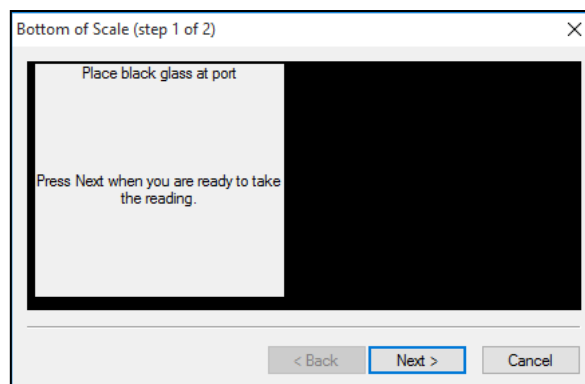 Bottom of Scale (step 1 of 2)
Place black glass at port
Press Next when you are ready to take
the reading.
< Back
Next >
Cancel